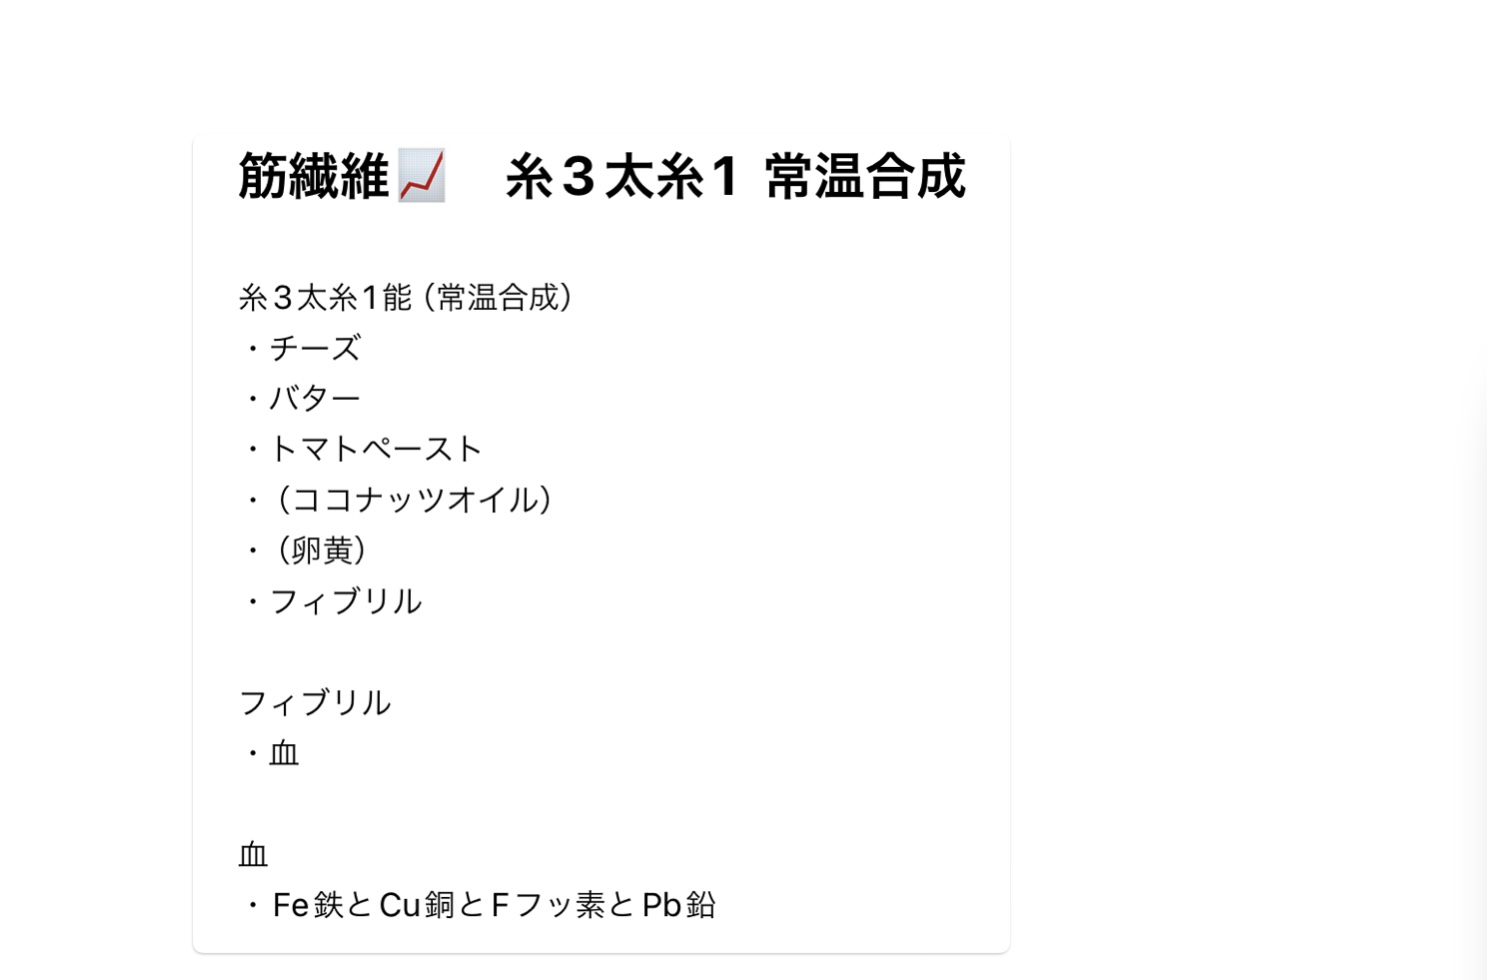 筋繊維📈　糸3太糸1 常温合成
糸3太糸1能（常温合成）
・チーズ
・バター
・トマトペースト
・（ココナッツオイル）
・（卵黄）
・フィブリル
フィブリル
・血
血
・Fe鉄とCu銅とFフッ素とPb鉛